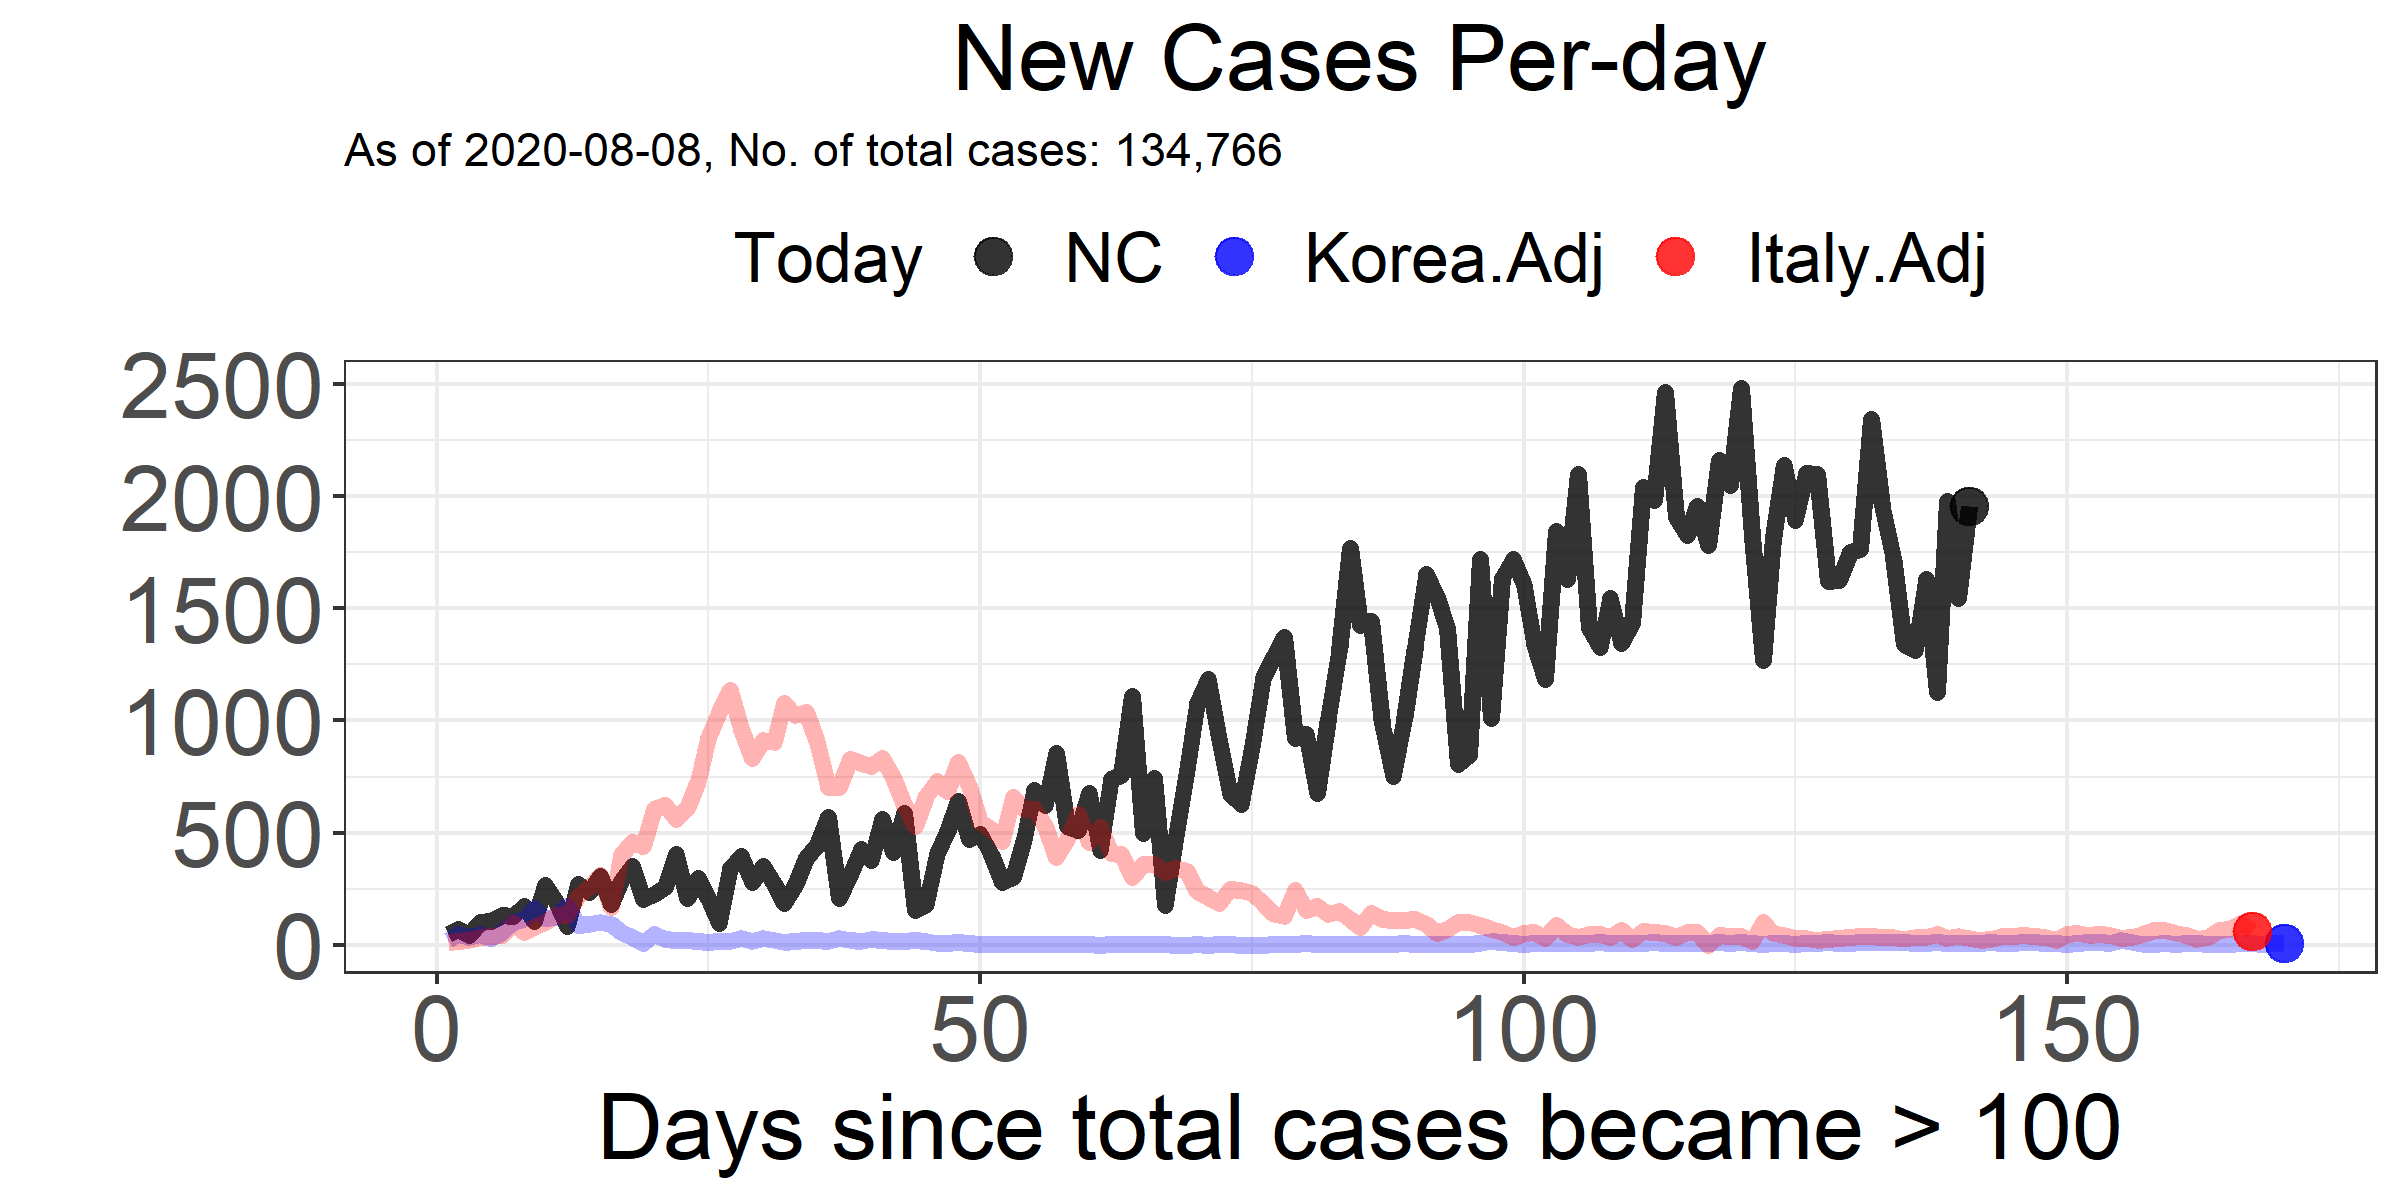 New Cases Per-day
As of 2020-08-08, No. of total cases: 134,766
Today NC Korea.Adj Italy.Adj
2500
2000
1500
1000
500
0
0 50 100 150
Days since total cases became > 100